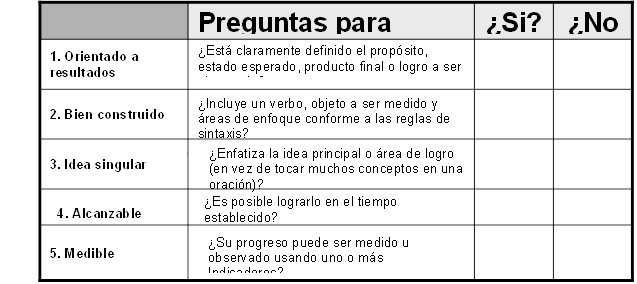 Preguntas para ¿Si? ¿No
1. Orientado a
resultados
¿Está claramente definido el propósito,
estado esperado, producto final o logro a ser
2. Bien construido
¿Incluye un verbo, objeto a ser medido y
áreas de enfoque conforme a las reglas de
sintaxis?
3. Idea singular
¿Enfatiza la idea principal o área de logro
(en vez de tocar muchos conceptos en una
oración)?
4. Alcanzable
¿Es posible lograrlo en el tiempo
establecido?
5. Medible
¿Su progreso puede ser medido u
observado usando uno o más
Indicadores?